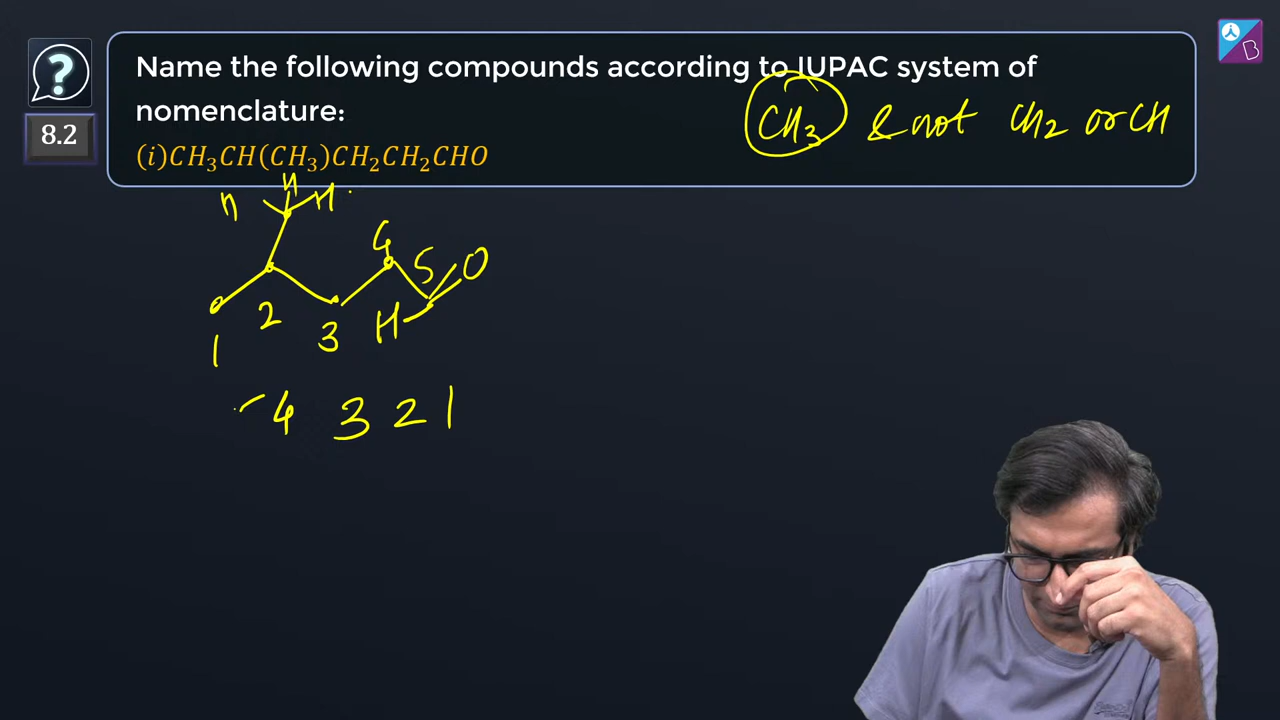 Name the following compounds according to IUPAC system of
nomenclature:
CH3 & not CH2 or CH
8.2
(i)CH₃CH(CH₃)CH₂CH₂CHO
H
H H
4
5 O
2
3 H
1
4 3 2 1
B